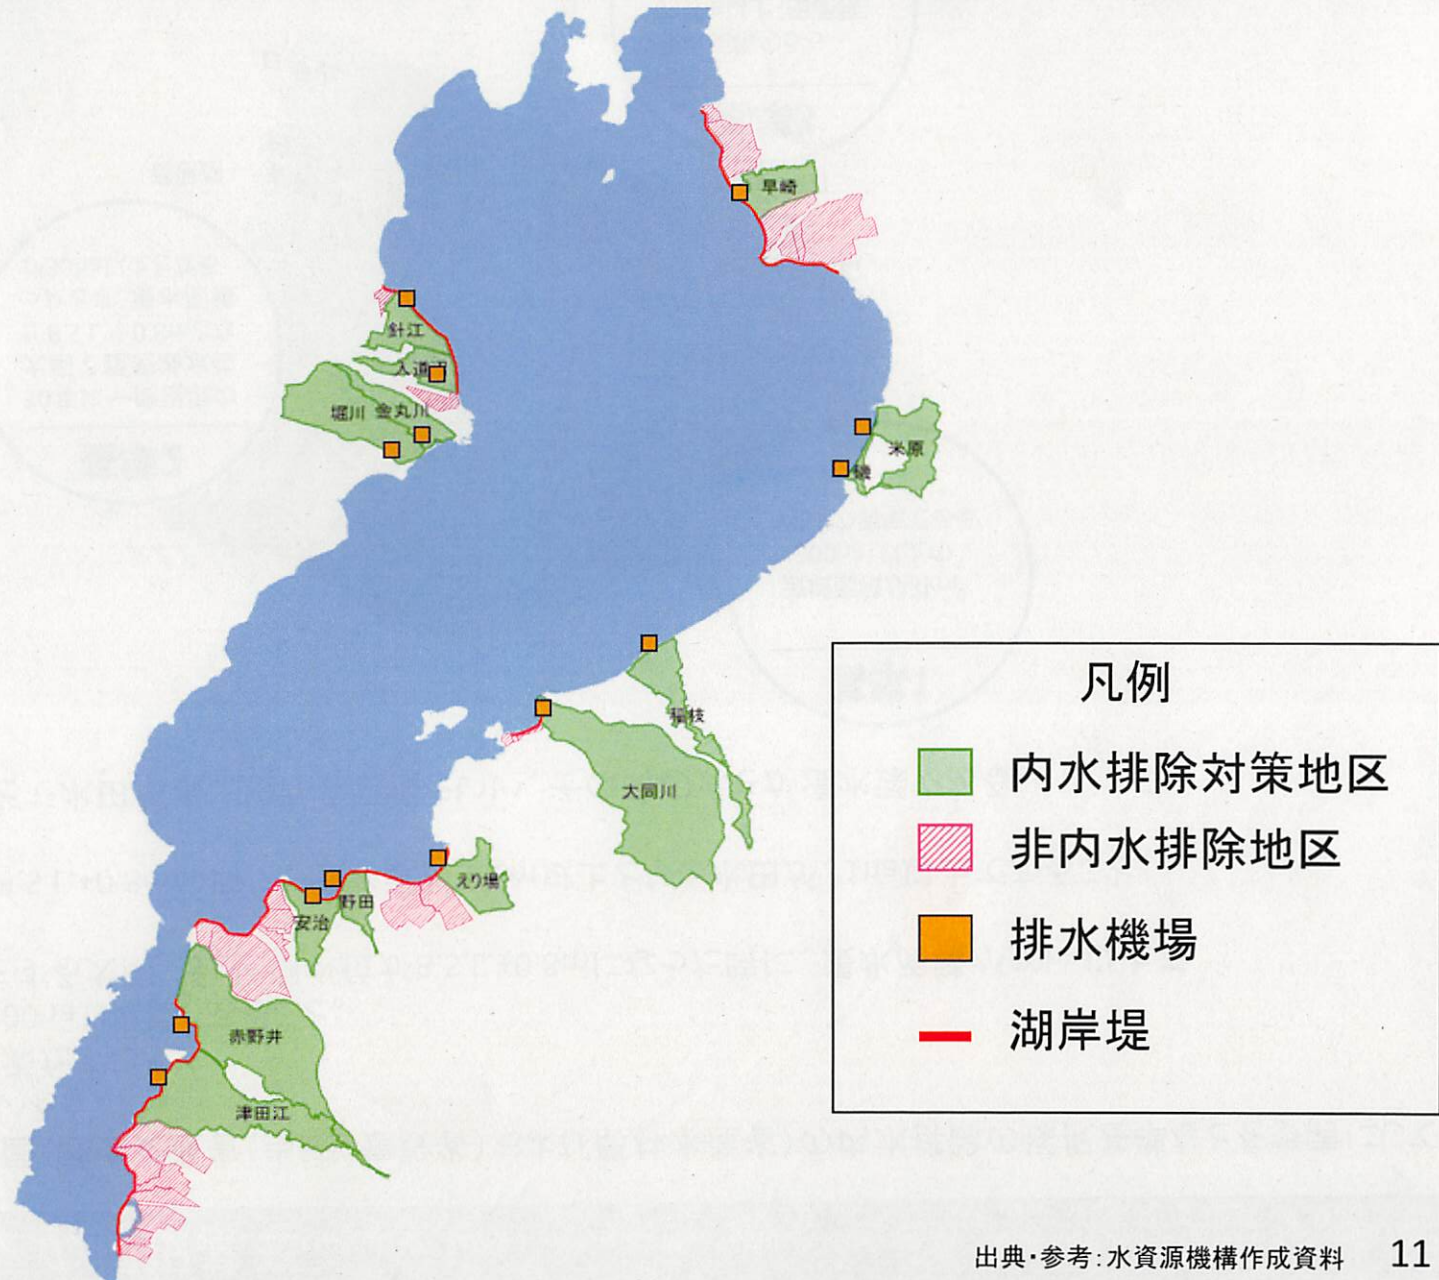 早崎
針江
入道沼
堀川 金丸川
米原
磯
稲枝
大同川
えり場
野田
安治
赤野井
津田江
凡例
内水排除対策地区
非内水排除地区
排水機場
湖岸堤
出典・参考：水資源機構作成資料 11